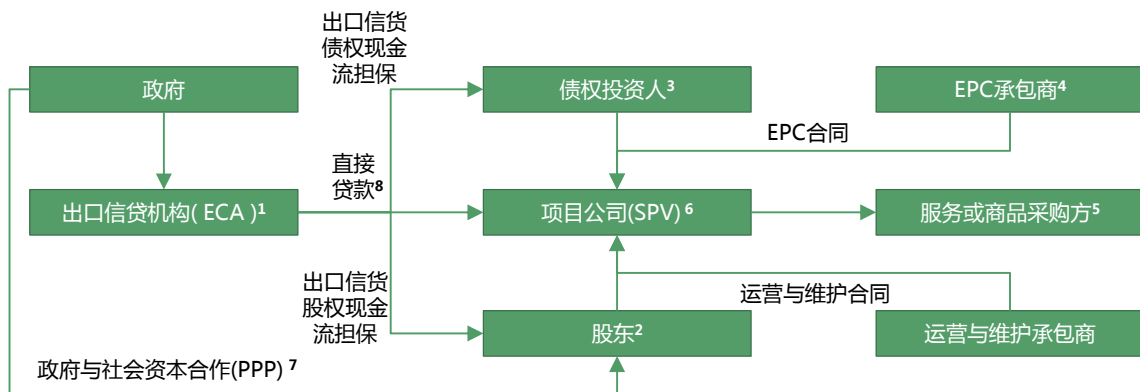 出口信货
债权现金
流担保
政府
债权投资人³
EPC承包商⁴
EPC合同
直接
贷款⁸
出口信贷机构( ECA )¹
项目公司(SPV) ⁶
服务或商品采购方⁵
出口信货
股权现金
流担保
运营与维护合同
股东²
运营与维护承包商
政府与社会资本合作(PPP) ⁷